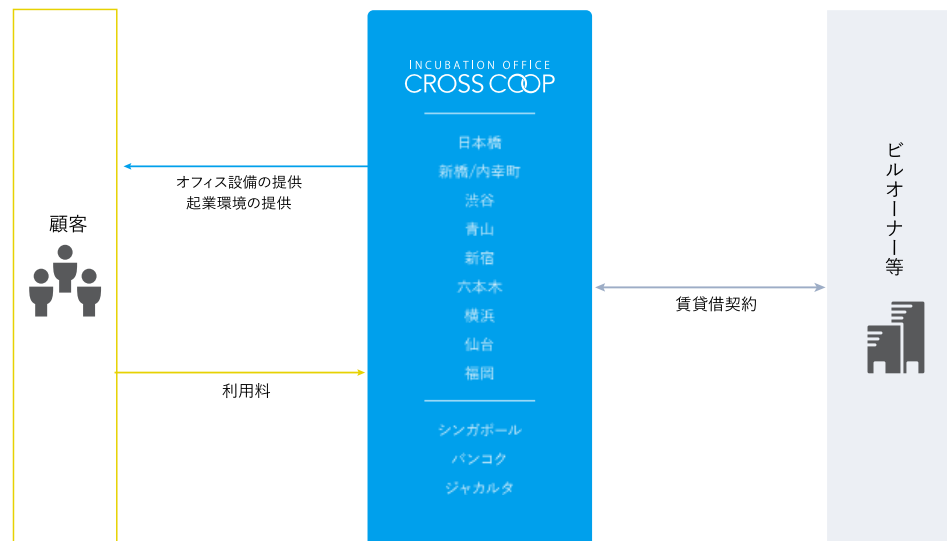 顧客
オフィス設備の提供
起業環境の提供
利用料
INCUBATION OFFICE
CROSS COOP
日本橋
新橋/内幸町
渋谷
青山
新宿
六本木
横浜
仙台
福岡
シンガポール
バンコク
ジャカルタ
賃貸借契約
ビルオーナー等